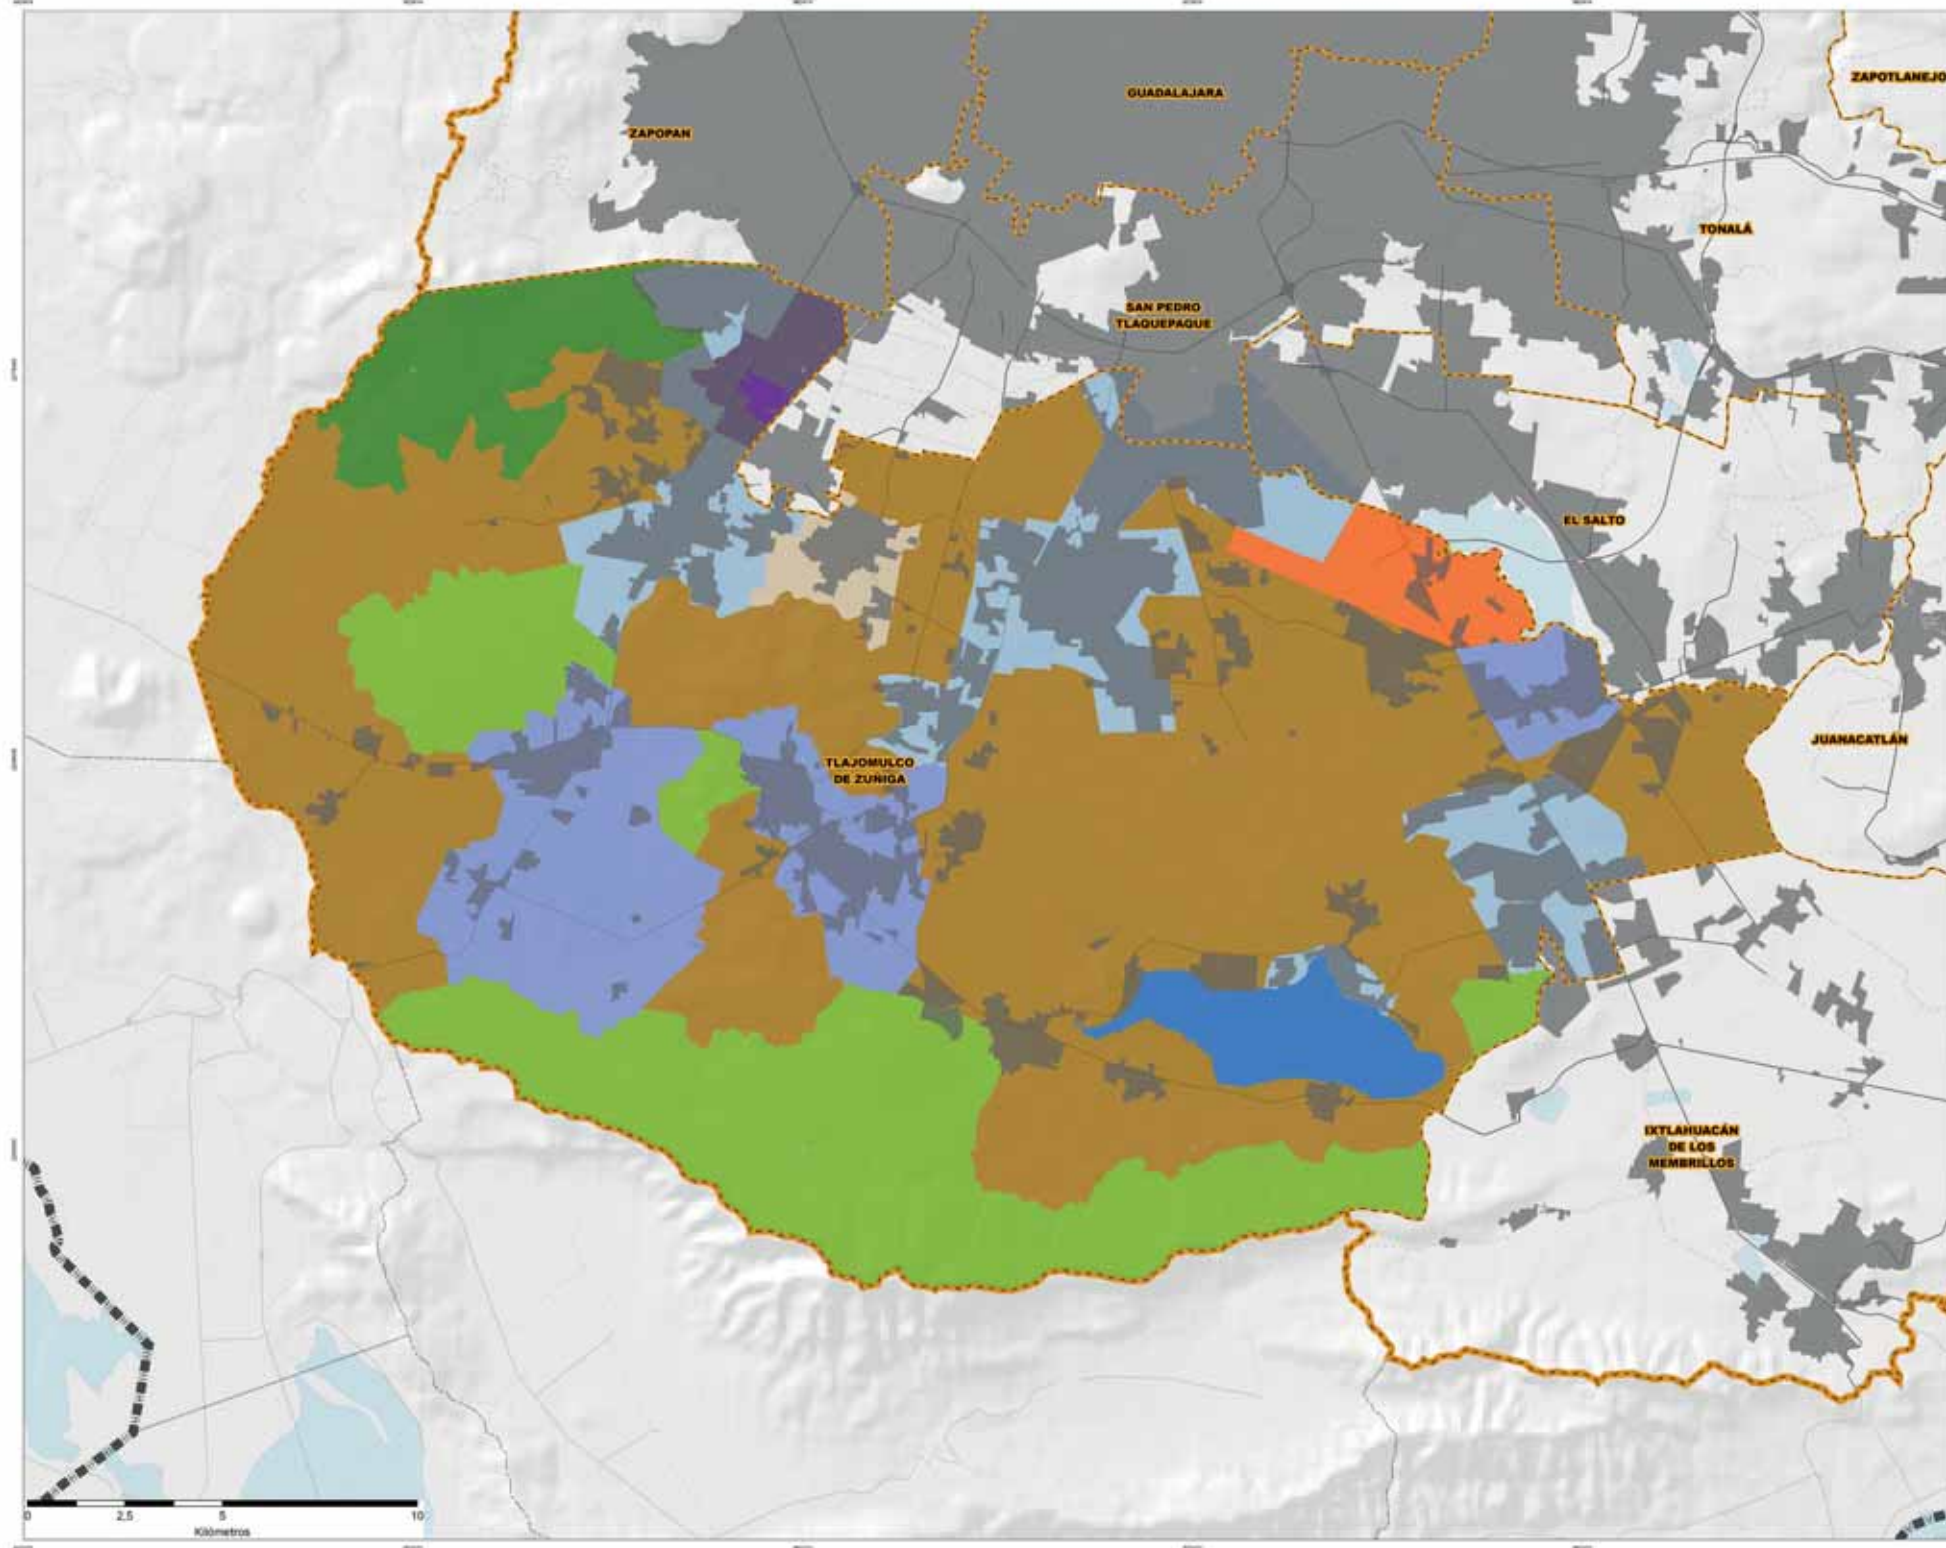 ZAPOTLANEJO
GUADALAJARA
ZAPOPAN
TONALÁ
SAN PEDRO
TLAQUEPAQUE
EL SALTO
JUANACATLÁN
TLAJOMULCO
DE ZUÑIGA
IXTLAHUACÁN
DE LOS
MEMBRILLOS
0 2,5 5 10
Kilómetros